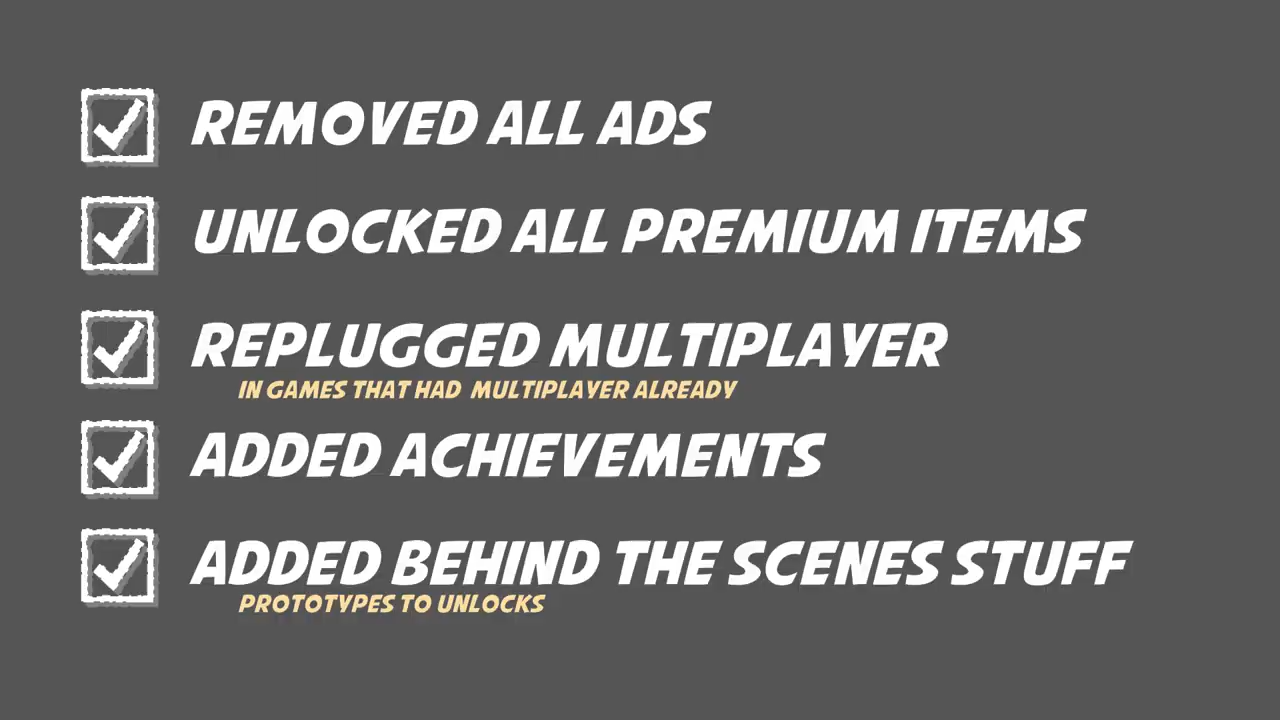 REMOVED ALL ADS
UNLOCKED ALL PREMIUM ITEMS
REPLUGGED MULTIPLAYER
IN GAMES THAT HAD MULTIPLAYER ALREADY
ADDED ACHIEVEMENTS
ADDED BEHIND THE SCENES STUFF
PROTOTYPES TO UNLOCKS